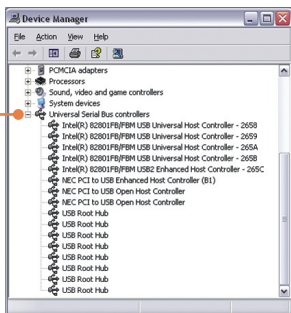 Device Manager
File Action View Help
PCMCIA adapters
Processors
Sound, video and game controllers
System devices
Universal Serial Bus controllers
Intel(R) 82801FB/FBM USB Universal Host Controller - 2658
Intel(R) 82801FB/FBM USB Universal Host Controller - 2659
Intel(R) 82801FB/FBM USB Universal Host Controller - 265A
Intel(R) 82801FB/FBM USB Universal Host Controller - 265B
Intel(R) 82801FB/FBM USB2 Enhanced Host Controller - 265C
NEC PCI to USB Enhanced Host Controller (B1)
NEC PCI to USB Open Host Controller
NEC PCI to USB Open Host Controller
USB Root Hub
USB Root Hub
USB Root Hub
USB Root Hub
USB Root Hub
USB Root Hub
USB Root Hub
USB Root Hub